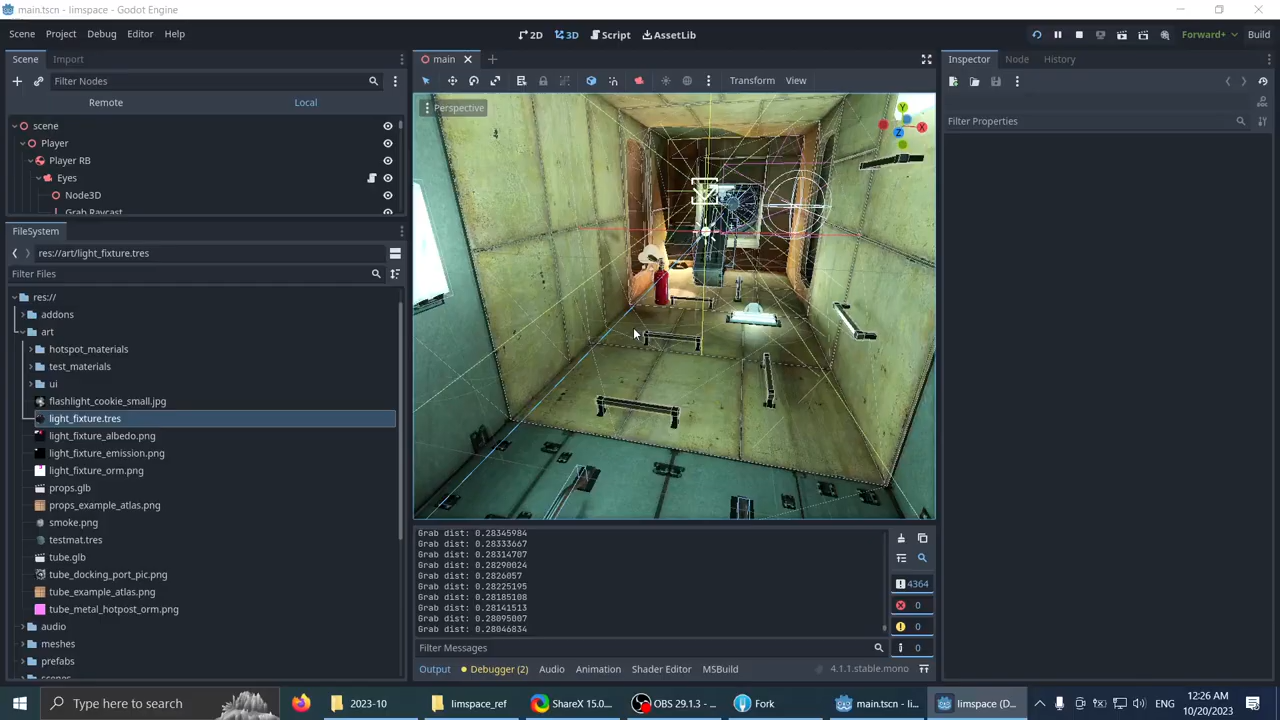 main.tscn - limspace - Godot Engine
Scene Project Debug Editor Help
2D 3D Script AssetLib
Forward+ Build
Scene Import
main
Inspector Node History
Filter Nodes
Transform View
Remote Local
Perspective
Y
X
Z
Filter Properties
scene
Player
Player RB
Eyes
Node3D
Grab Raycast
FileSystem
res://art/light_fixture.tres
Filter Files
res://
addons
art
hotspot_materials
test_materials
ui
flashlight_cookie_small.jpg
light_fixture.tres
light_fixture_albedo.png
light_fixture_emission.png
light_fixture_orm.png
props.glb
props_example_atlas.png
smoke.png
testmat.tres
tube.glb
tube_docking_port_pic.png
tube_example_atlas.png
tube_metal_hotpost_orm.png
audio
meshes
prefabs
scenes
Grab dist: 0.28345984
Grab dist: 0.28333667
Grab dist: 0.28314707
Grab dist: 0.28290024
Grab dist: 0.2826057
Grab dist: 0.28225195
Grab dist: 0.28185108
Grab dist: 0.28141513
Grab dist: 0.28095007
Grab dist: 0.28046834
4364
0
0
0
Filter Messages
Output Debugger (2) Audio Animation Shader Editor MSBuild
4.1.1.stable.mono
Type here to search
2023-10
limspace_ref
ShareX 15.0...
OBS 29.1.3 - ...
Fork
main.tscn - li...
limspace (D...
12:26 AM
10/20/2023